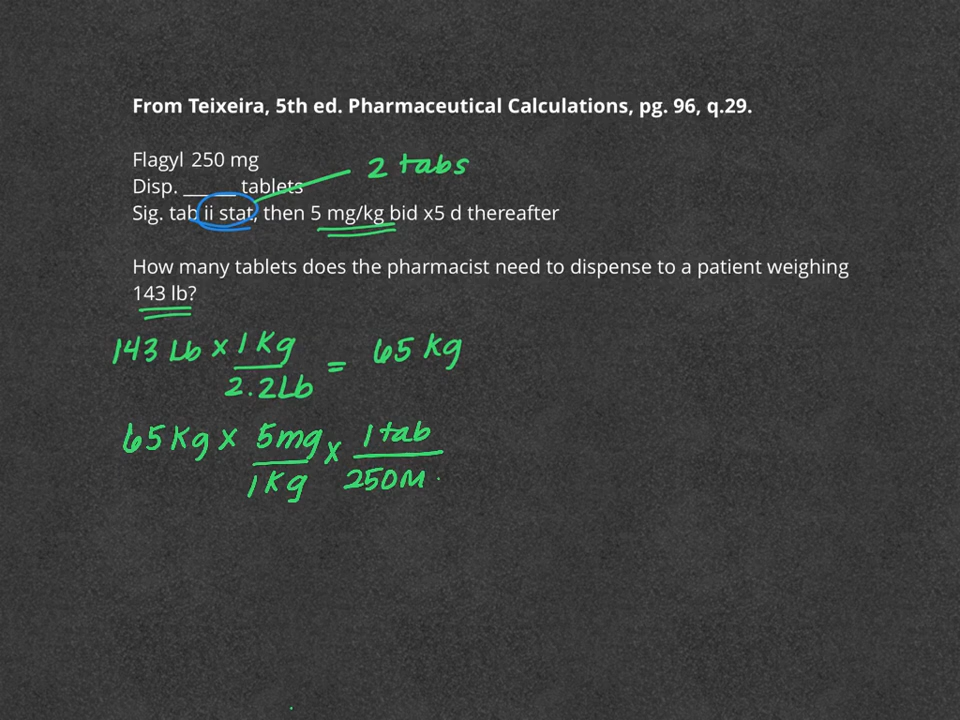 From Teixeira, 5th ed. Pharmaceutical Calculations, pg. 96, q.29.
Flagyl 250 mg
2 tabs
Disp. ______ tablets
Sig. tab ii stat, then 5 mg/kg bid x5 d thereafter
How many tablets does the pharmacist need to dispense to a patient weighing
143 lb?
143 Lb x 1 Kg / 2.2 Lb = 65 Kg
65 Kg x 5mg / 1 Kg x 1 tab / 250 M